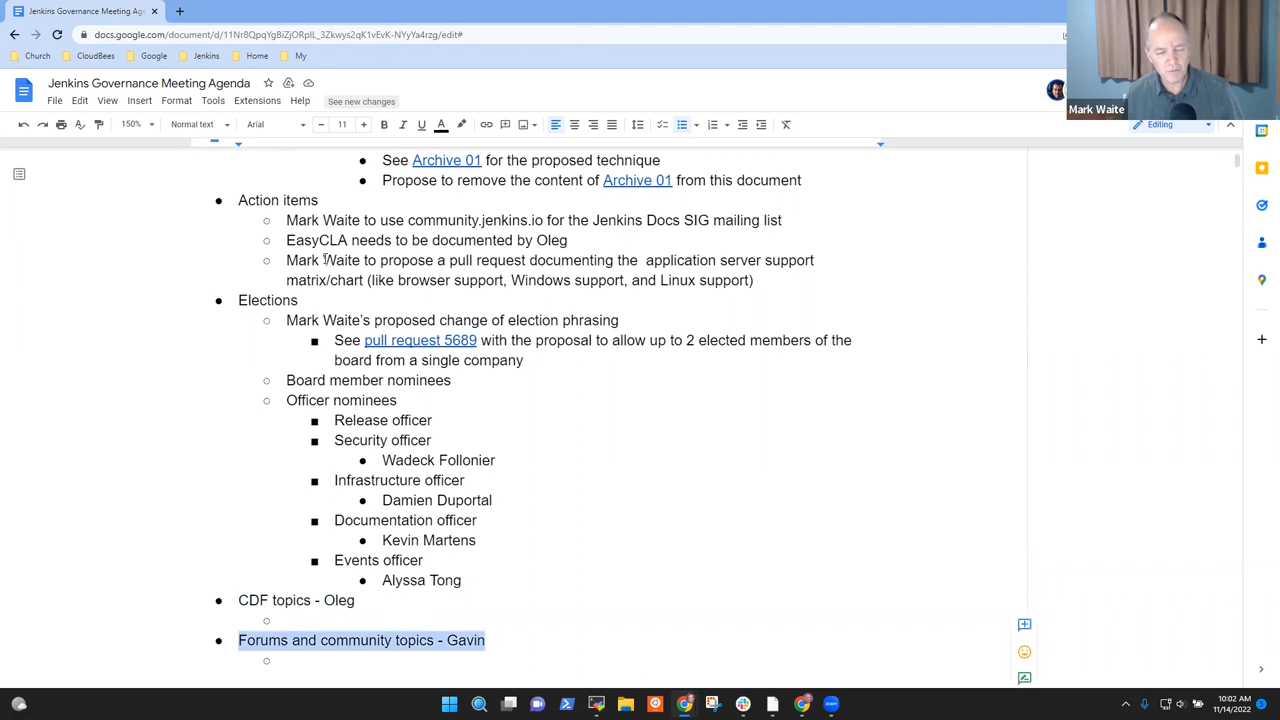 Jenkins Governance Meeting Age
docs.google.com/document/d/11Nr8QpqYgBiZjORpIL_3Zkwys2qK1vEvK-NYyYa4rzg/edit#
Church
CloudBees
Google
Jenkins
Home
My
Jenkins Governance Meeting Agenda
File Edit View Insert Format Tools Extensions Help See new changes
Mark Waite
150% Normal text Arial 11 Editing
● See Archive 01 for the proposed technique
● Propose to remove the content of Archive 01 from this document
● Action items
○ Mark Waite to use community.jenkins.io for the Jenkins Docs SIG mailing list
○ EasyCLA needs to be documented by Oleg
○ Mark Waite to propose a pull request documenting the application server support
matrix/chart (like browser support, Windows support, and Linux support)
● Elections
○ Mark Waite’s proposed change of election phrasing
■ See pull request 5689 with the proposal to allow up to 2 elected members of the
board from a single company
○ Board member nominees
○ Officer nominees
■ Release officer
■ Security officer
● Wadeck Follonier
■ Infrastructure officer
● Damien Duportal
■ Documentation officer
● Kevin Martens
■ Events officer
● Alyssa Tong
● CDF topics - Oleg
○
● Forums and community topics - Gavin
○
10:02 AM
11/14/2022